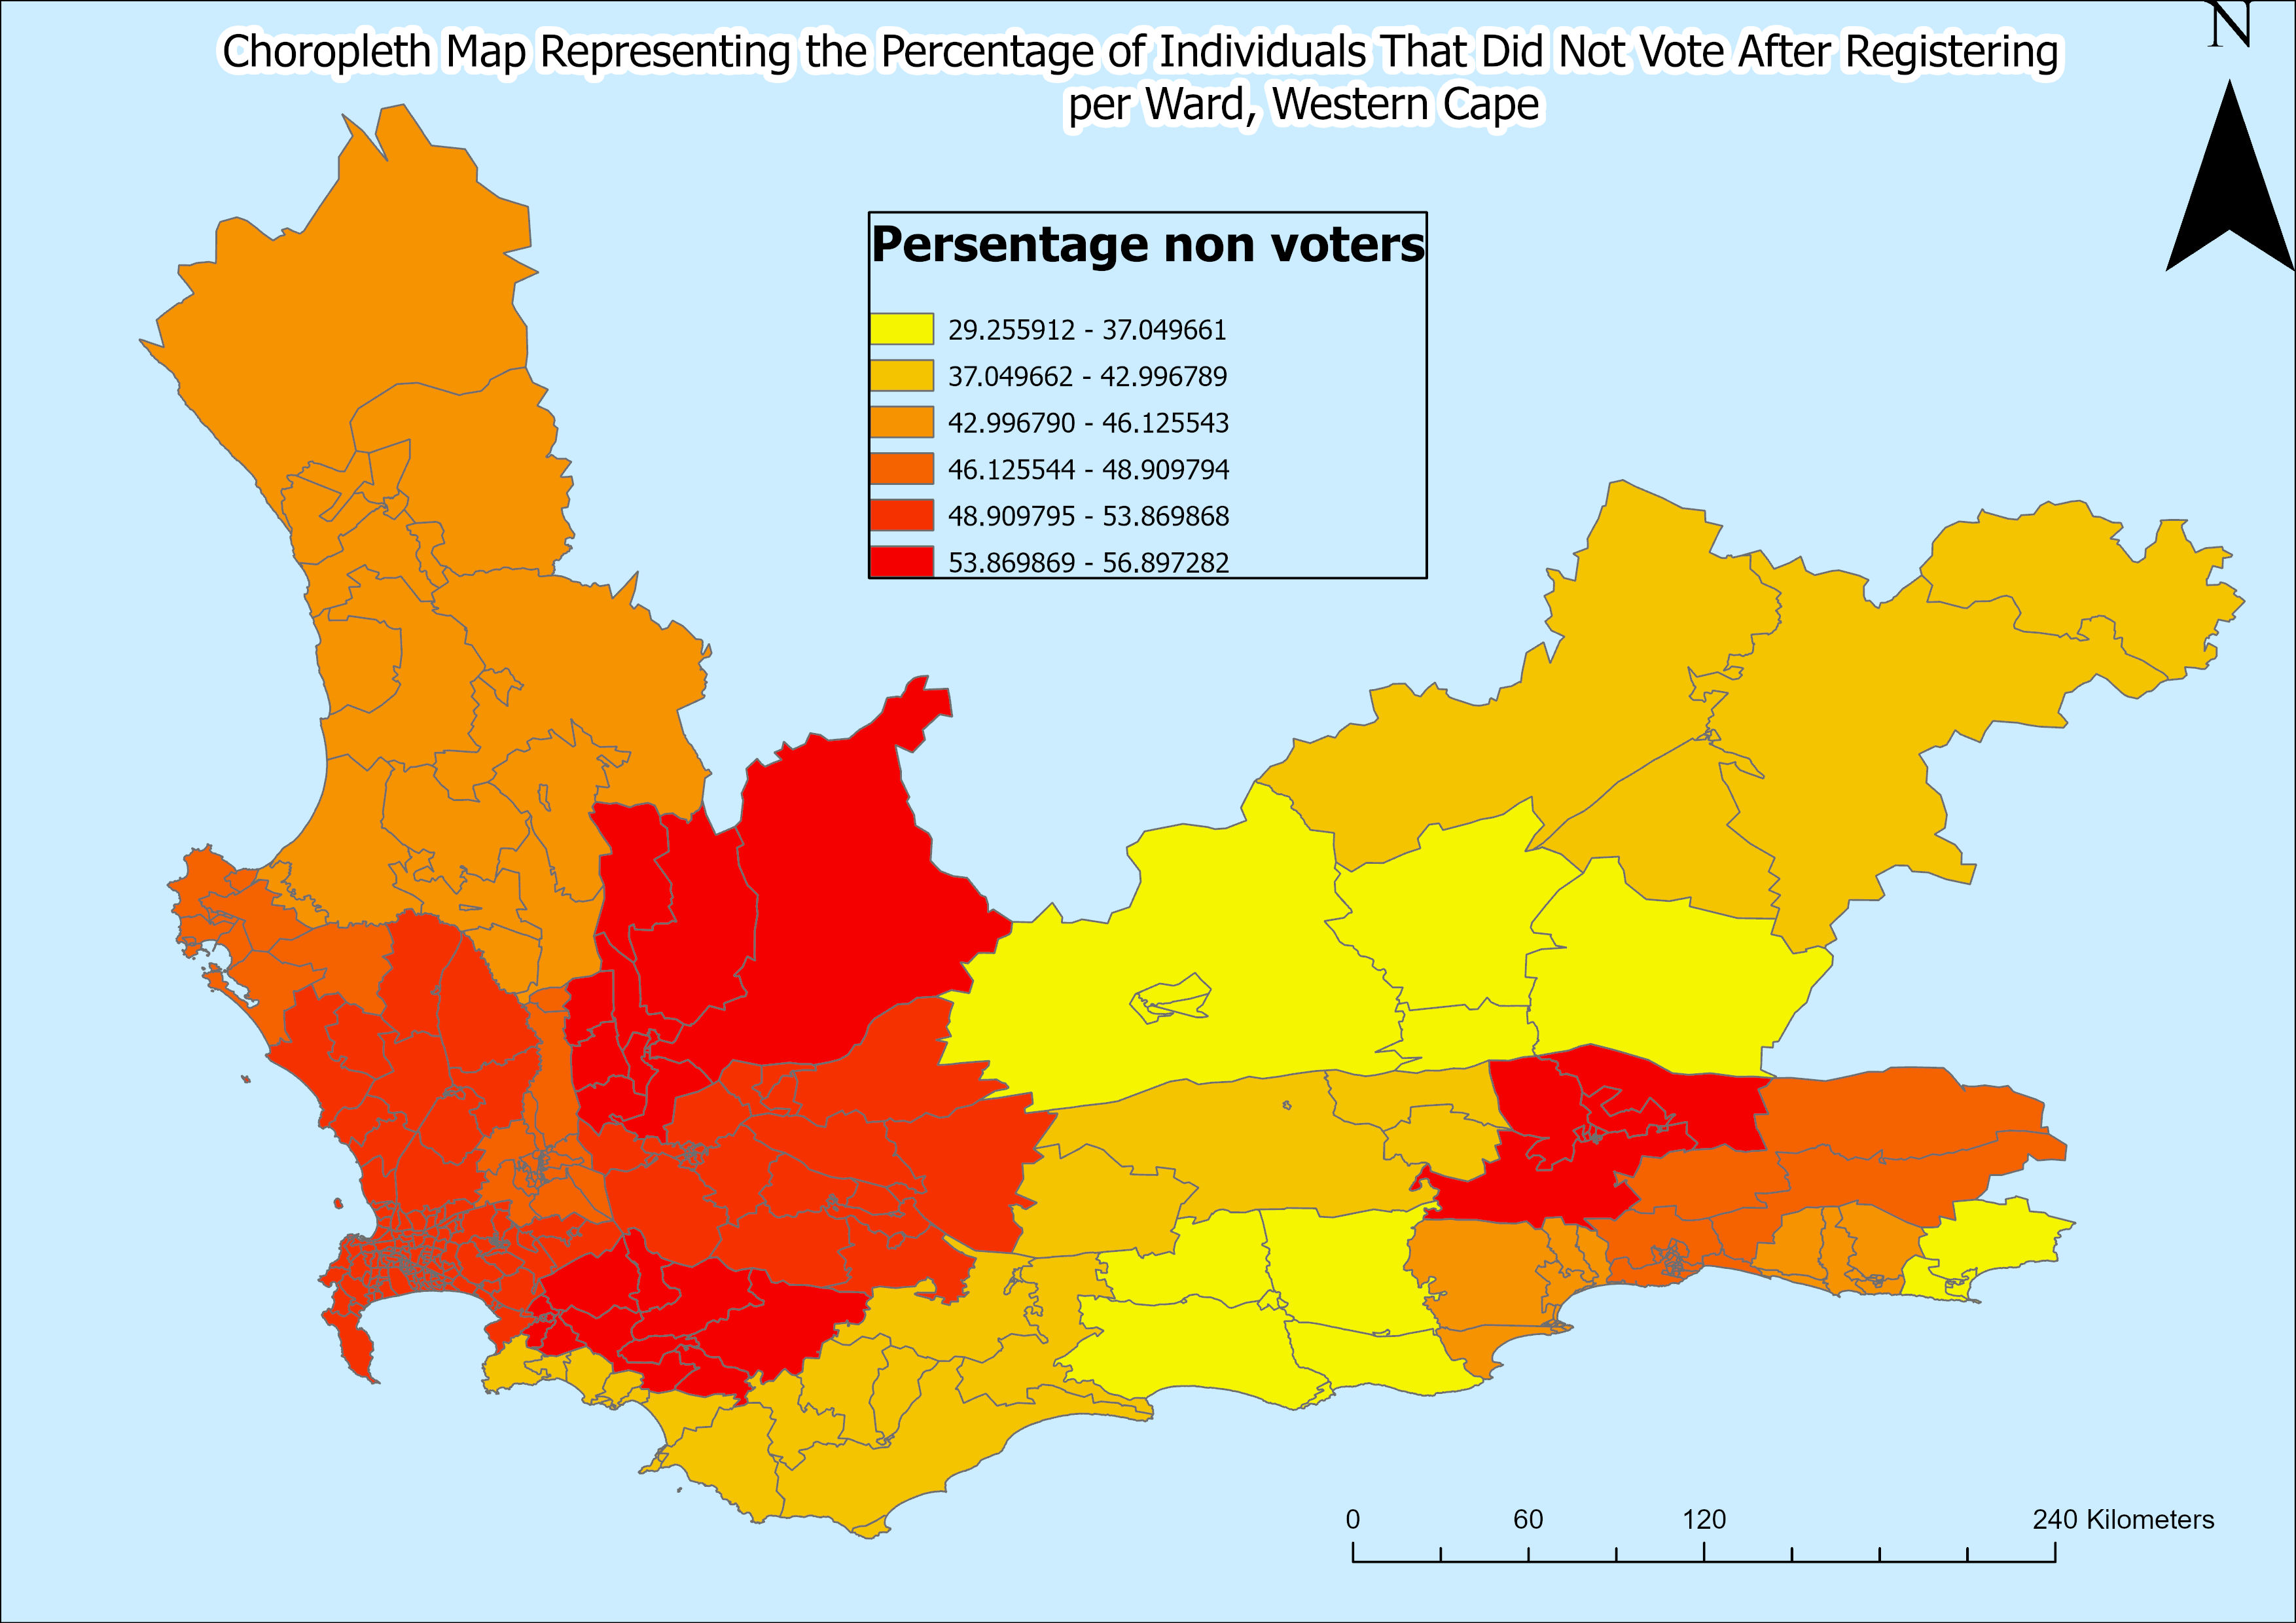 Choropleth Map Representing the Percentage of Individuals That Did Not Vote After Registering
per Ward, Western Cape
N
Persentage non voters
29.255912 - 37.049661
37.049662 - 42.996789
42.996790 - 46.125543
46.125544 - 48.909794
48.909795 - 53.869868
53.869869 - 56.897282
0 60 120 240 Kilometers